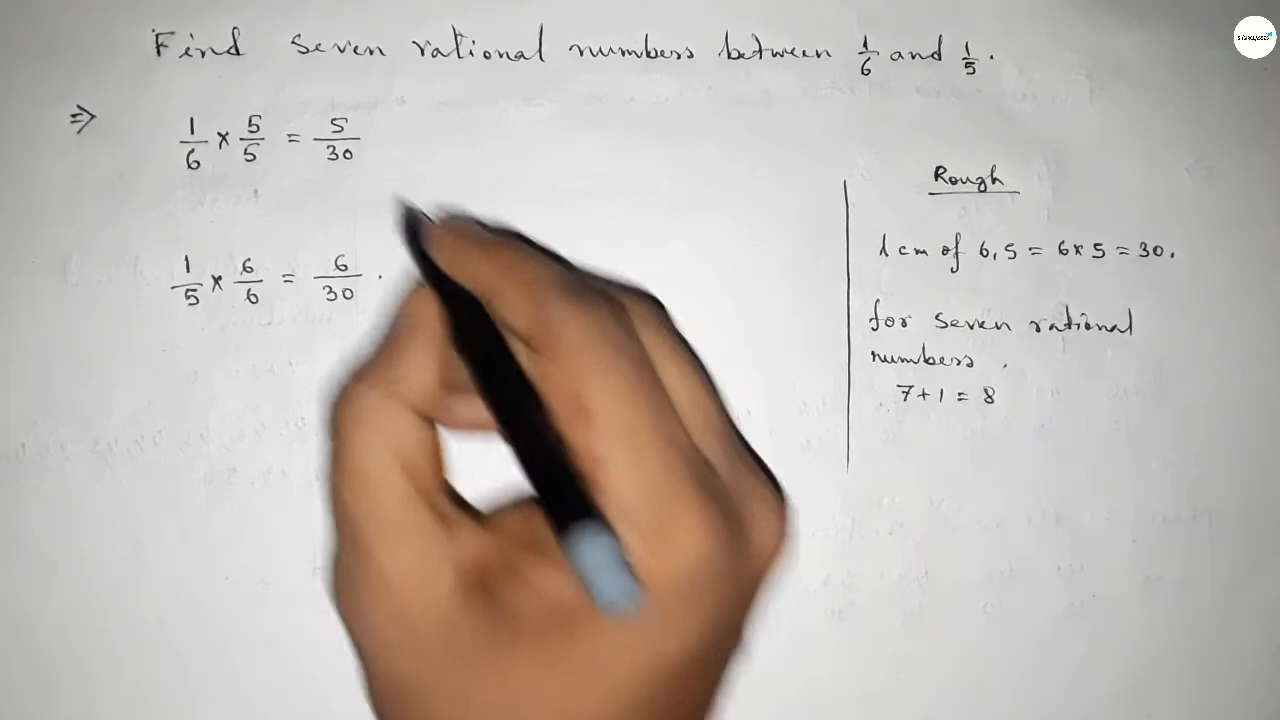 Find seven rational numbers between 1/6 and 1/5.
⇒ 1/6 × 5/5 = 5/30
1/5 × 6/6 = 6/30.
Rough
lcm of 6,5 = 6×5 = 30.
for seven rational
numbers.
7+1 = 8